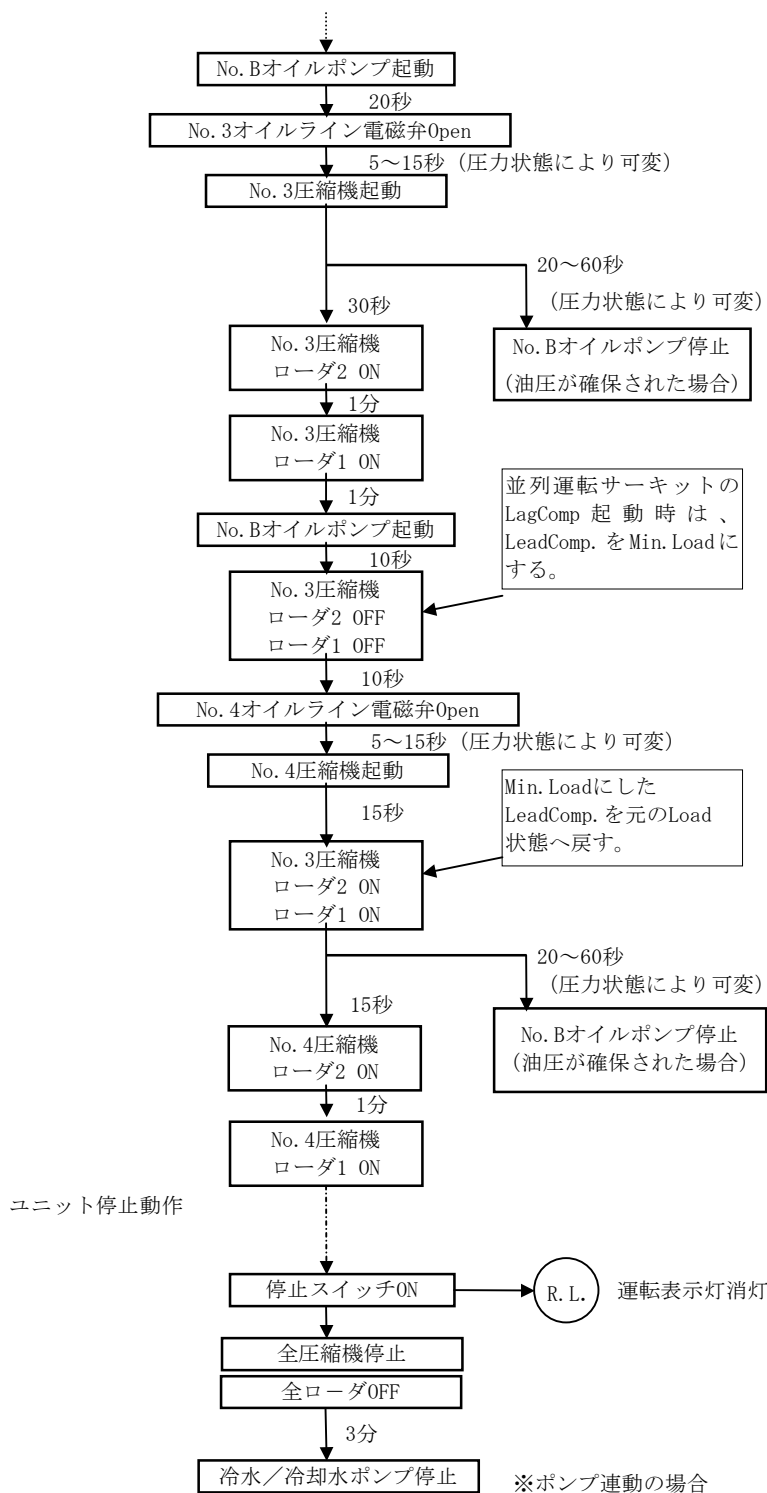 No.Bオイルポンプ起動
20秒
No.3オイルライン電磁弁Open
5～15秒（圧力状態により可変）
No.3圧縮機起動
20～60秒
（圧力状態により可変）
30秒
No.3圧縮機
ローダ2 ON
No.Bオイルポンプ停止
（油圧が確保された場合）
1分
No.3圧縮機
ローダ1 ON
1分
並列運転サーキットの
LagComp起動時は、
LeadComp.をMin.Loadに
する。
No.Bオイルポンプ起動
10秒
No.3圧縮機
ローダ2 OFF
ローダ1 OFF
10秒
No.4オイルライン電磁弁Open
5～15秒（圧力状態により可変）
No.4圧縮機起動
15秒
Min.Loadにした
LeadComp.を元のLoad
状態へ戻す。
No.3圧縮機
ローダ2 ON
ローダ1 ON
20～60秒
（圧力状態により可変）
15秒
No.4圧縮機
ローダ2 ON
No.Bオイルポンプ停止
（油圧が確保された場合）
1分
No.4圧縮機
ローダ1 ON
ユニット停止動作
停止スイッチON
R.L.
運転表示灯消灯
全圧縮機停止
全ローダOFF
3分
冷水／冷却水ポンプ停止
※ポンプ連動の場合